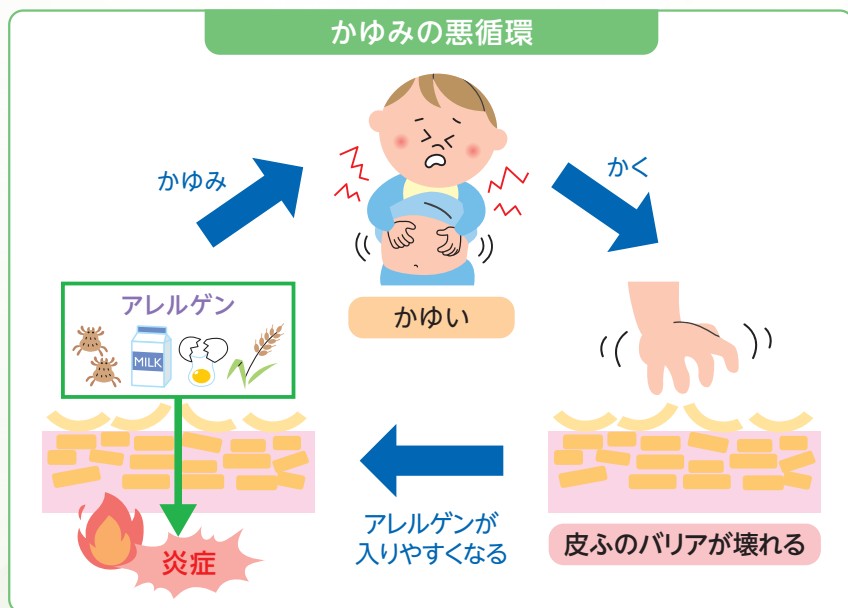 かゆみの悪循環
かゆみ
かく
かゆい
アレルゲン
MILK
アレルゲンが
入りやすくなる
皮ふのバリアが壊れる
炎症